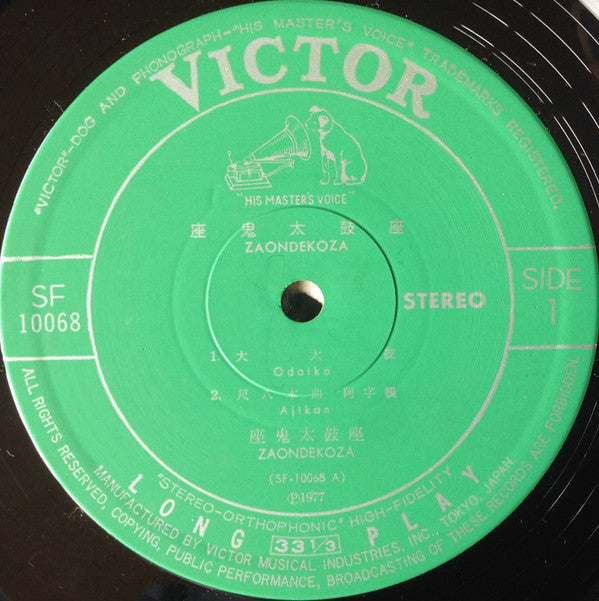 "VICTOR"—DOG AND PHONOGRAPH—"HIS MASTER'S VOICE" TRADEMARKS REGISTERED.
VICTOR
"HIS MASTER'S VOICE"
座鬼太鼓座
ZAONDEKOZA
SF
10068
STEREO
SIDE
1
1. 大太鼓
Odaiko
2. 尺八本曲 阿字観
Ajikan
座鬼太鼓座
ZAONDEKOZA
(SF-10068 A)
Ⓟ1977
"STEREO-ORTHOPHONIC" HIGH-FIDELITY
LONG 33 1/3 PLAY
MANUFACTURED BY VICTOR MUSICAL INDUSTRIES, INC., TOKYO, JAPAN.
ALL RIGHTS RESERVED, COPYING, PUBLIC PERFORMANCE, BROADCASTING OF THESE RECORDS ARE FORBIDDEN